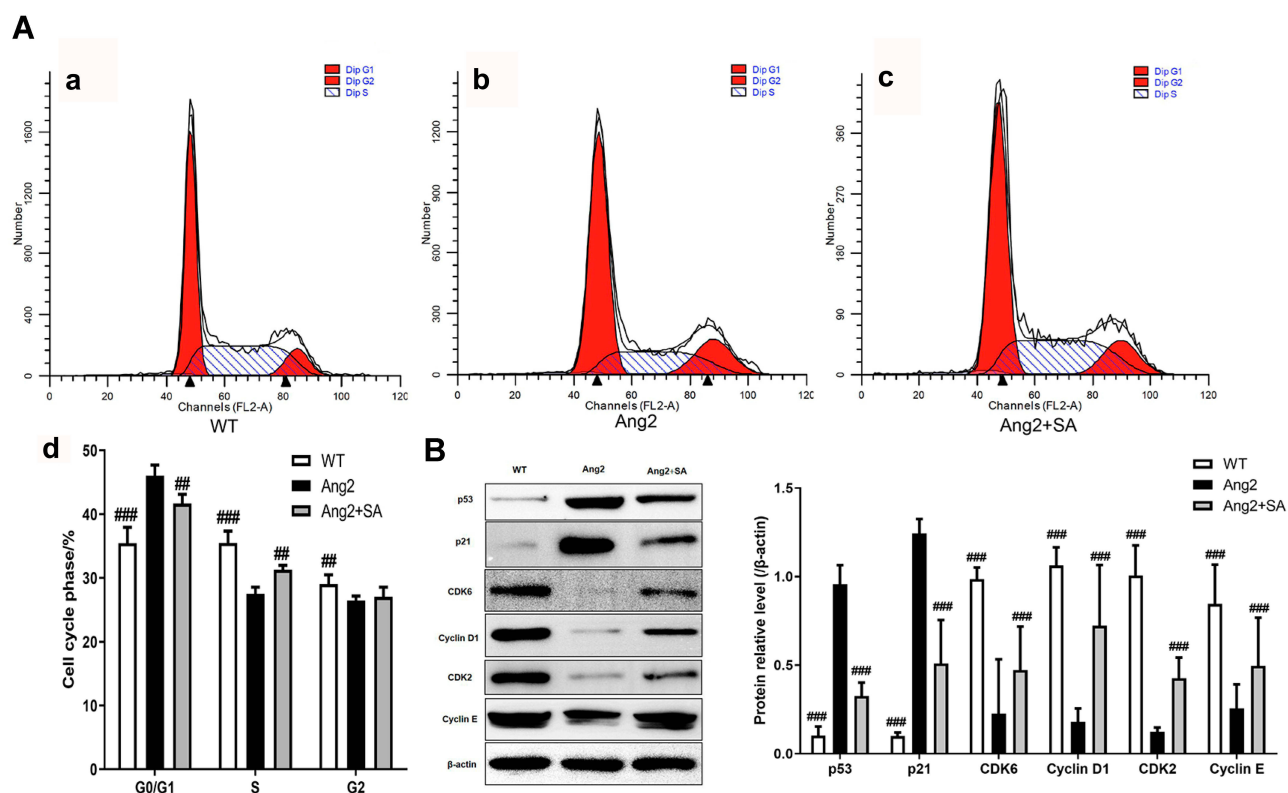 A
a
Dip G1
Dip G2
Dip S
Number
0 400 800 1200 1600
0 20 40 60 80 100 120
Channels (FL2-A)
WT
b
Dip G1
Dip G2
Dip S
Number
0 300 600 900 1200
0 20 40 60 80 100 120
Channels (FL2-A)
Ang2
c
Dip G1
Dip G2
Dip S
Number
0 90 180 270 360
0 20 40 60 80 100 120
Channels (FL2-A)
Ang2+SA
d
Cell cycle phase/%
50
40
30
20
10
0
WT
Ang2
Ang2+SA
### ## ### ## ##
G0/G1 S G2
B
WT Ang2 Ang2+SA
p53
p21
CDK6
Cyclin D1
CDK2
Cyclin E
β-actin
WT
Ang2
Ang2+SA
Protein relative level (/β-actin)
1.5
1.0
0.5
0.0
### ### ### ### ### ### ### ### ### ### ### ###
p53 p21 CDK6 Cyclin D1 CDK2 Cyclin E